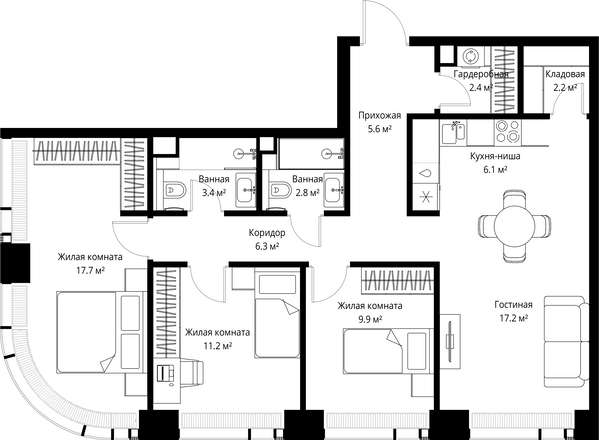 Гардеробная
2.4 м²
Кладовая
2.2 м²
Прихожая
5.6 м²
Кухня-ниша
6.1 м²
Ванная
3.4 м²
Ванная
2.8 м²
Коридор
6.3 м²
Жилая комната
17.7 м²
Жилая комната
11.2 м²
Жилая комната
9.9 м²
Гостиная
17.2 м²